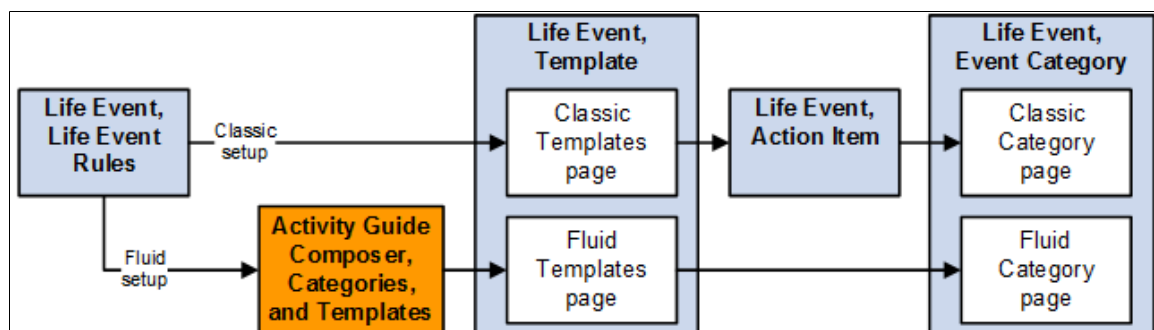 Life Event,
Life Event
Rules
Classic
setup
Life Event,
Template
Classic
Templates
page
Life Event,
Action Item
Life Event,
Event Category
Classic
Category
page
Fluid
setup
Activity Guide
Composer,
Categories,
and Templates
Fluid
Templates
page
Fluid
Category
page